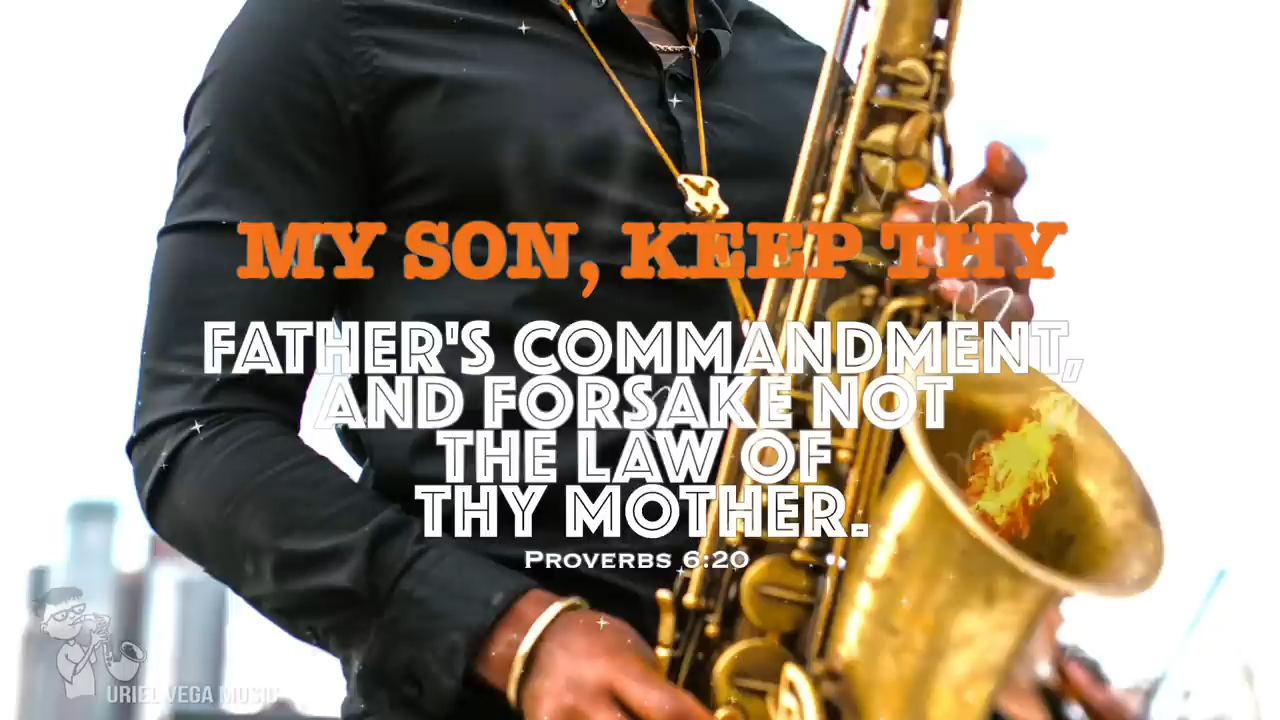 MY SON, KEEP THY
FATHER'S COMMANDMENT,
AND FORSAKE NOT
THE LAW OF
THY MOTHER.
PROVERBS 6:20
URIEL VEGA MUSIC